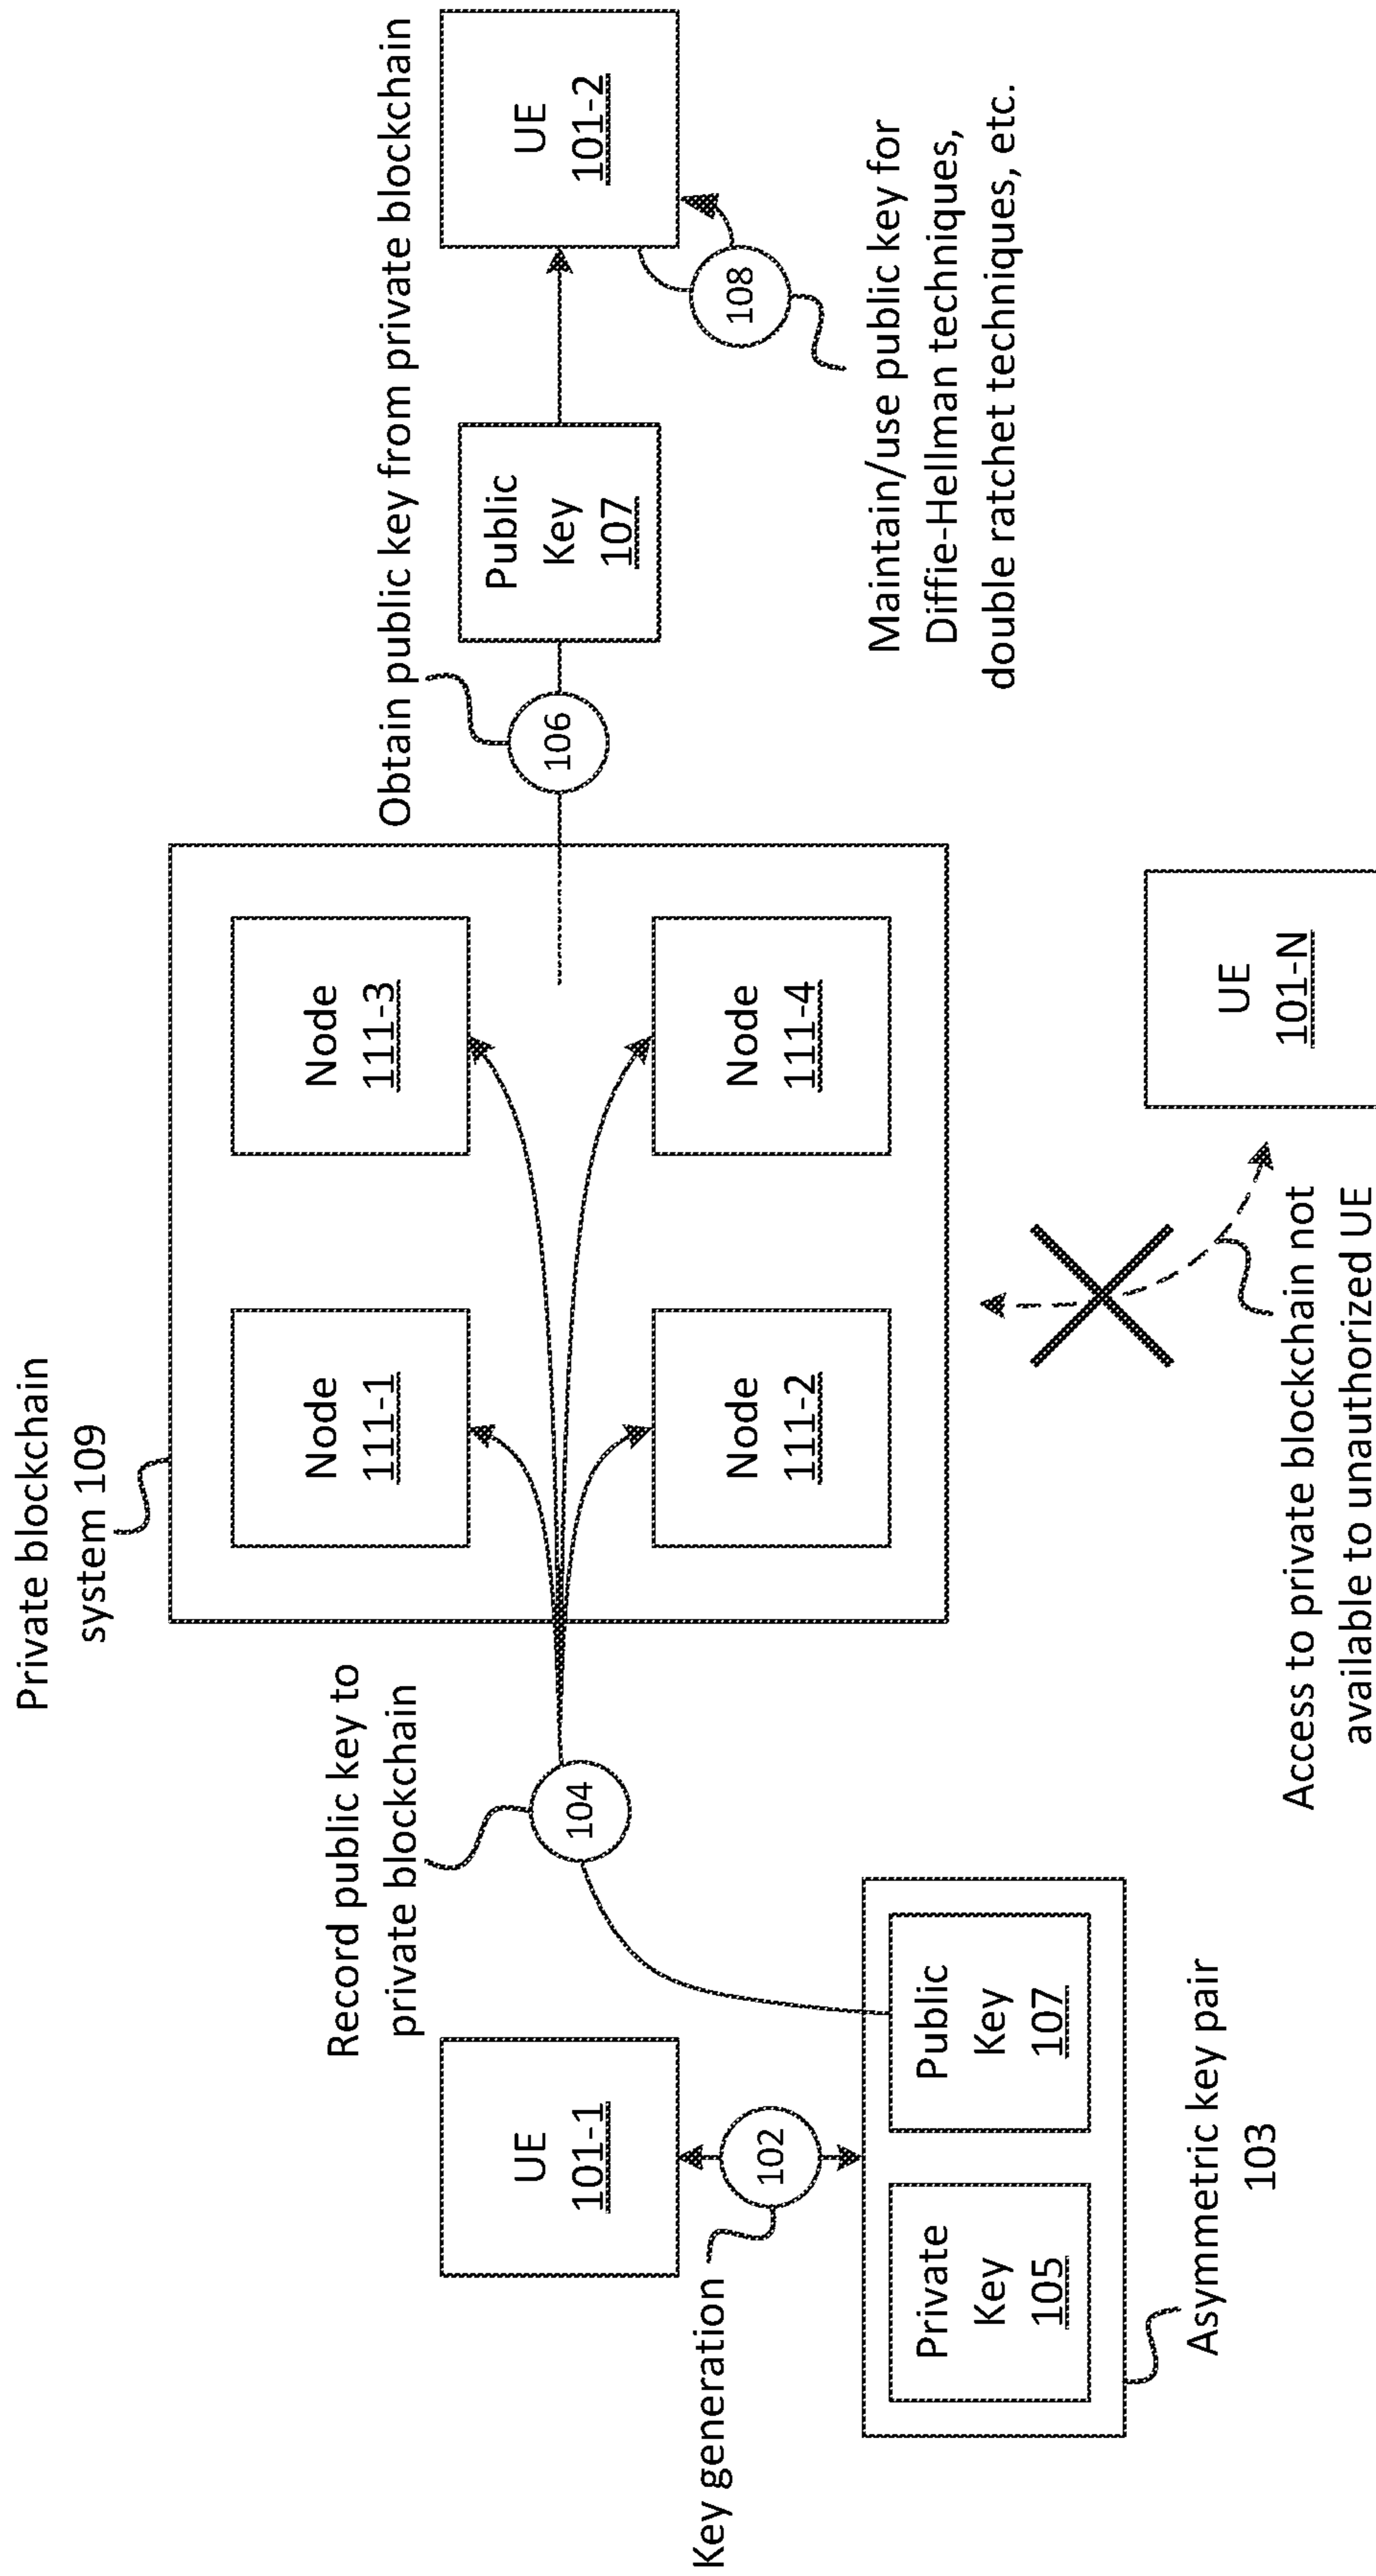 Private blockchain
system 109
Node
111-1
Node
111-3
Node
111-2
Node
111-4
Record public key to
private blockchain
104
Obtain public key from private blockchain
106
Public
Key
107
UE
101-2
108
Maintain/use public key for
Diffie-Hellman techniques,
double ratchet techniques, etc.
UE
101-1
Key generation
102
Private
Key
105
Public
Key
107
Asymmetric key pair
103
Access to private blockchain not
available to unauthorized UE
UE
101-N